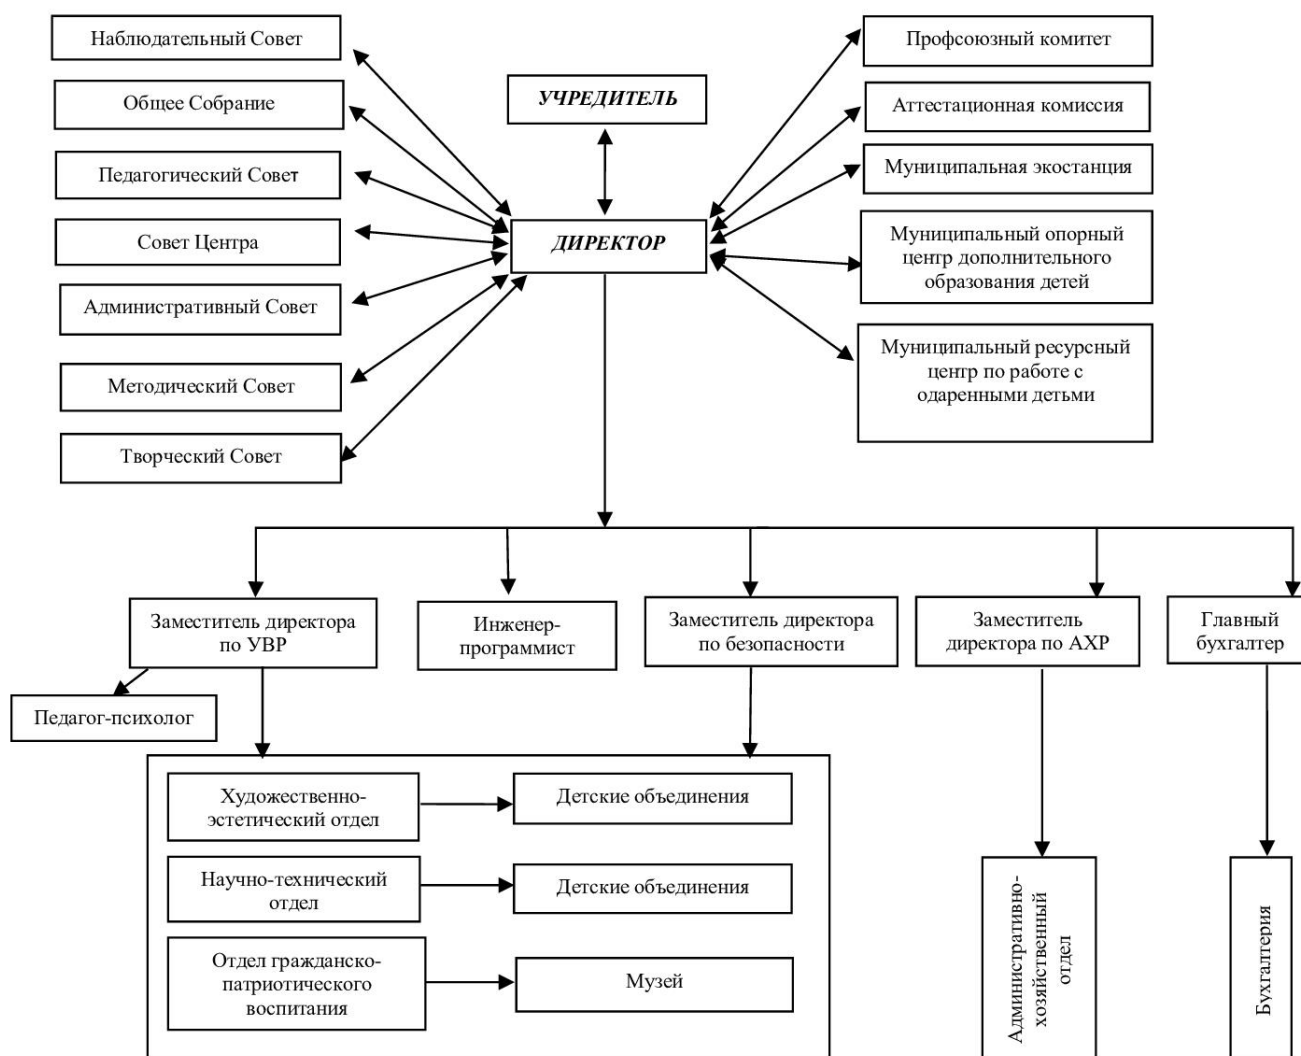 Наблюдательный Совет
Общее Собрание
Педагогический Совет
Совет Центра
Административный Совет
Методический Совет
Творческий Совет
УЧРЕДИТЕЛЬ
ДИРЕКТОР
Профсоюзный комитет
Аттестационная комиссия
Муниципальная экостанция
Муниципальный опорный
центр дополнительного
образования детей
Муниципальный ресурсный
центр по работе с
одаренными детьми
Заместитель директора
по УВР
Инженер-
программист
Заместитель директора
по безопасности
Заместитель
директора по АХР
Главный
бухгалтер
Педагог-психолог
Художественно-
эстетический отдел
Детские объединения
Научно-технический
отдел
Детские объединения
Отдел гражданско-
патриотического
воспитания
Музей
Административно-
хозяйственный
отдел
Бухгалтерия